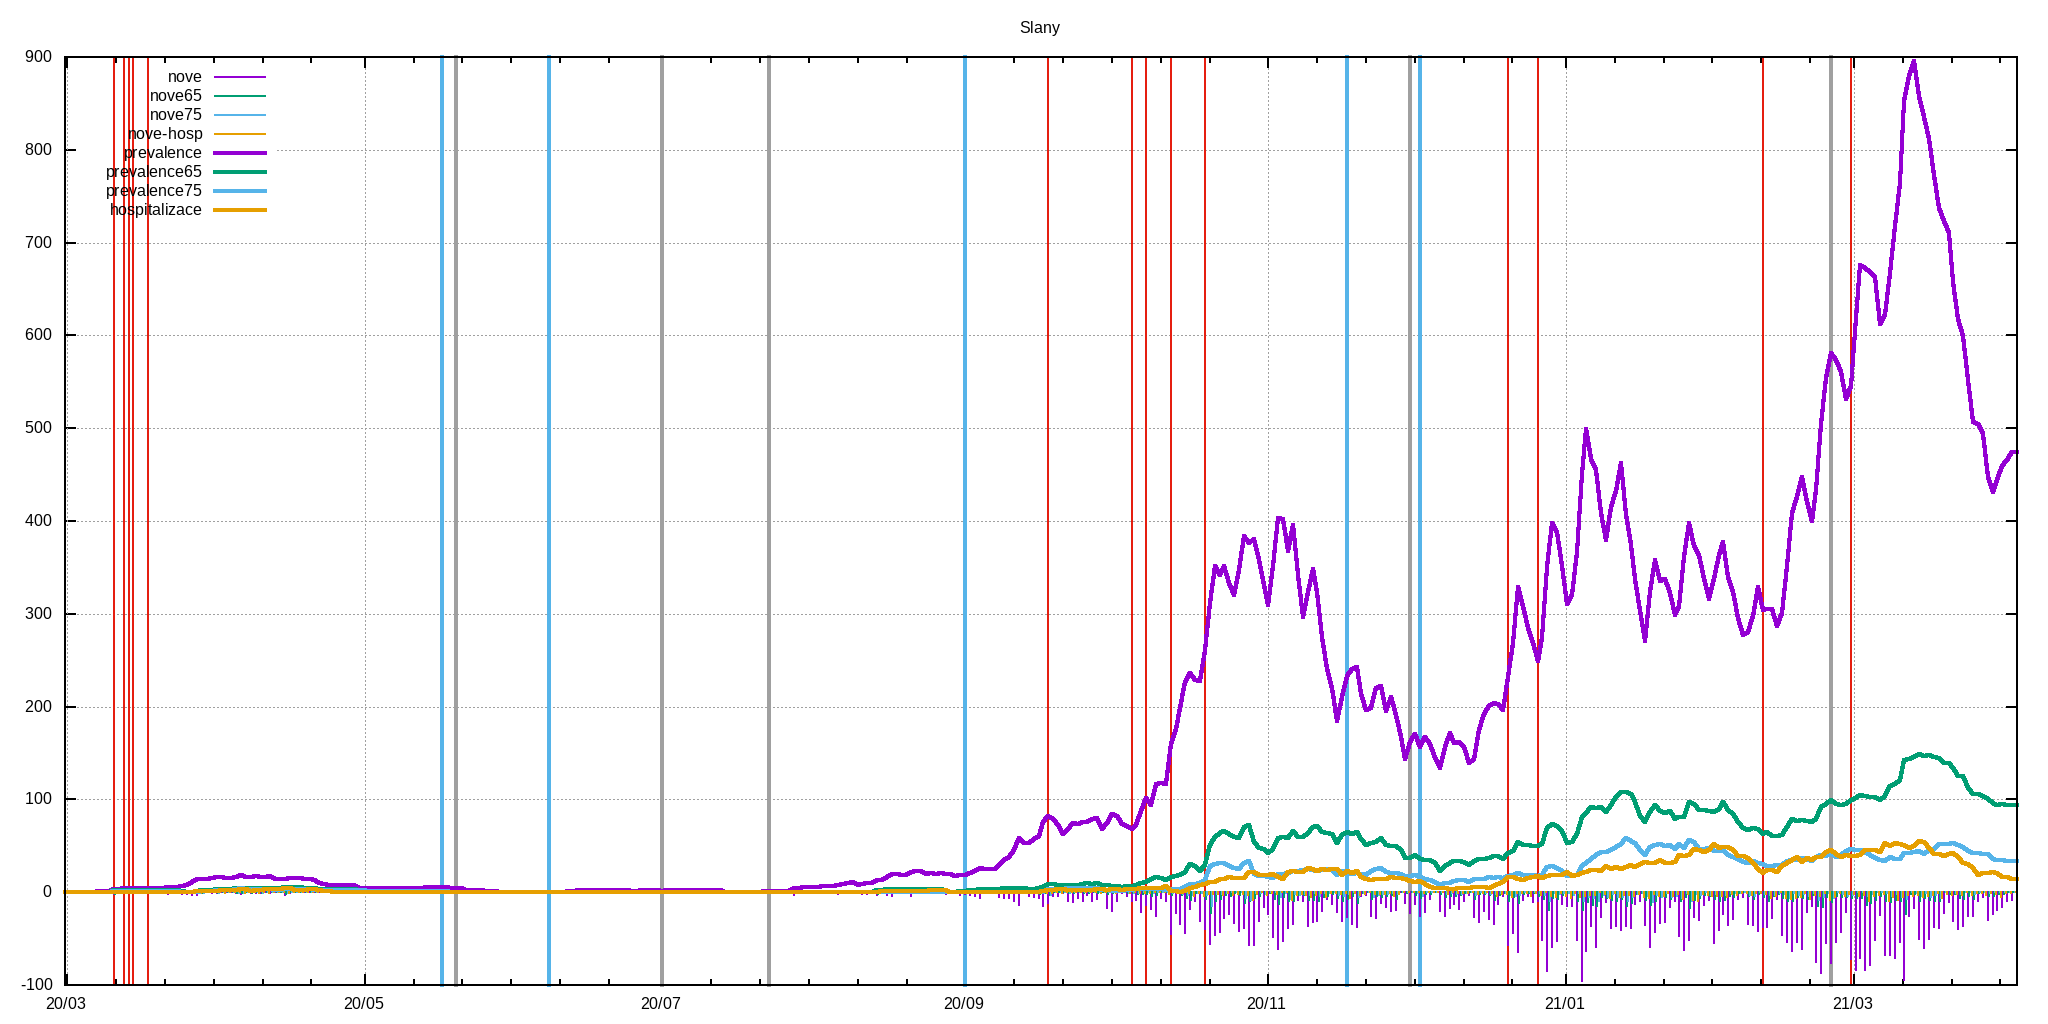 Slany
900
800
700
600
500
400
300
200
100
0
-100
nove
nove65
nove75
nove-hosp
prevalence
prevalence65
prevalence75
hospitalizace
20/03 20/05 20/07 20/09 20/11 21/01 21/03